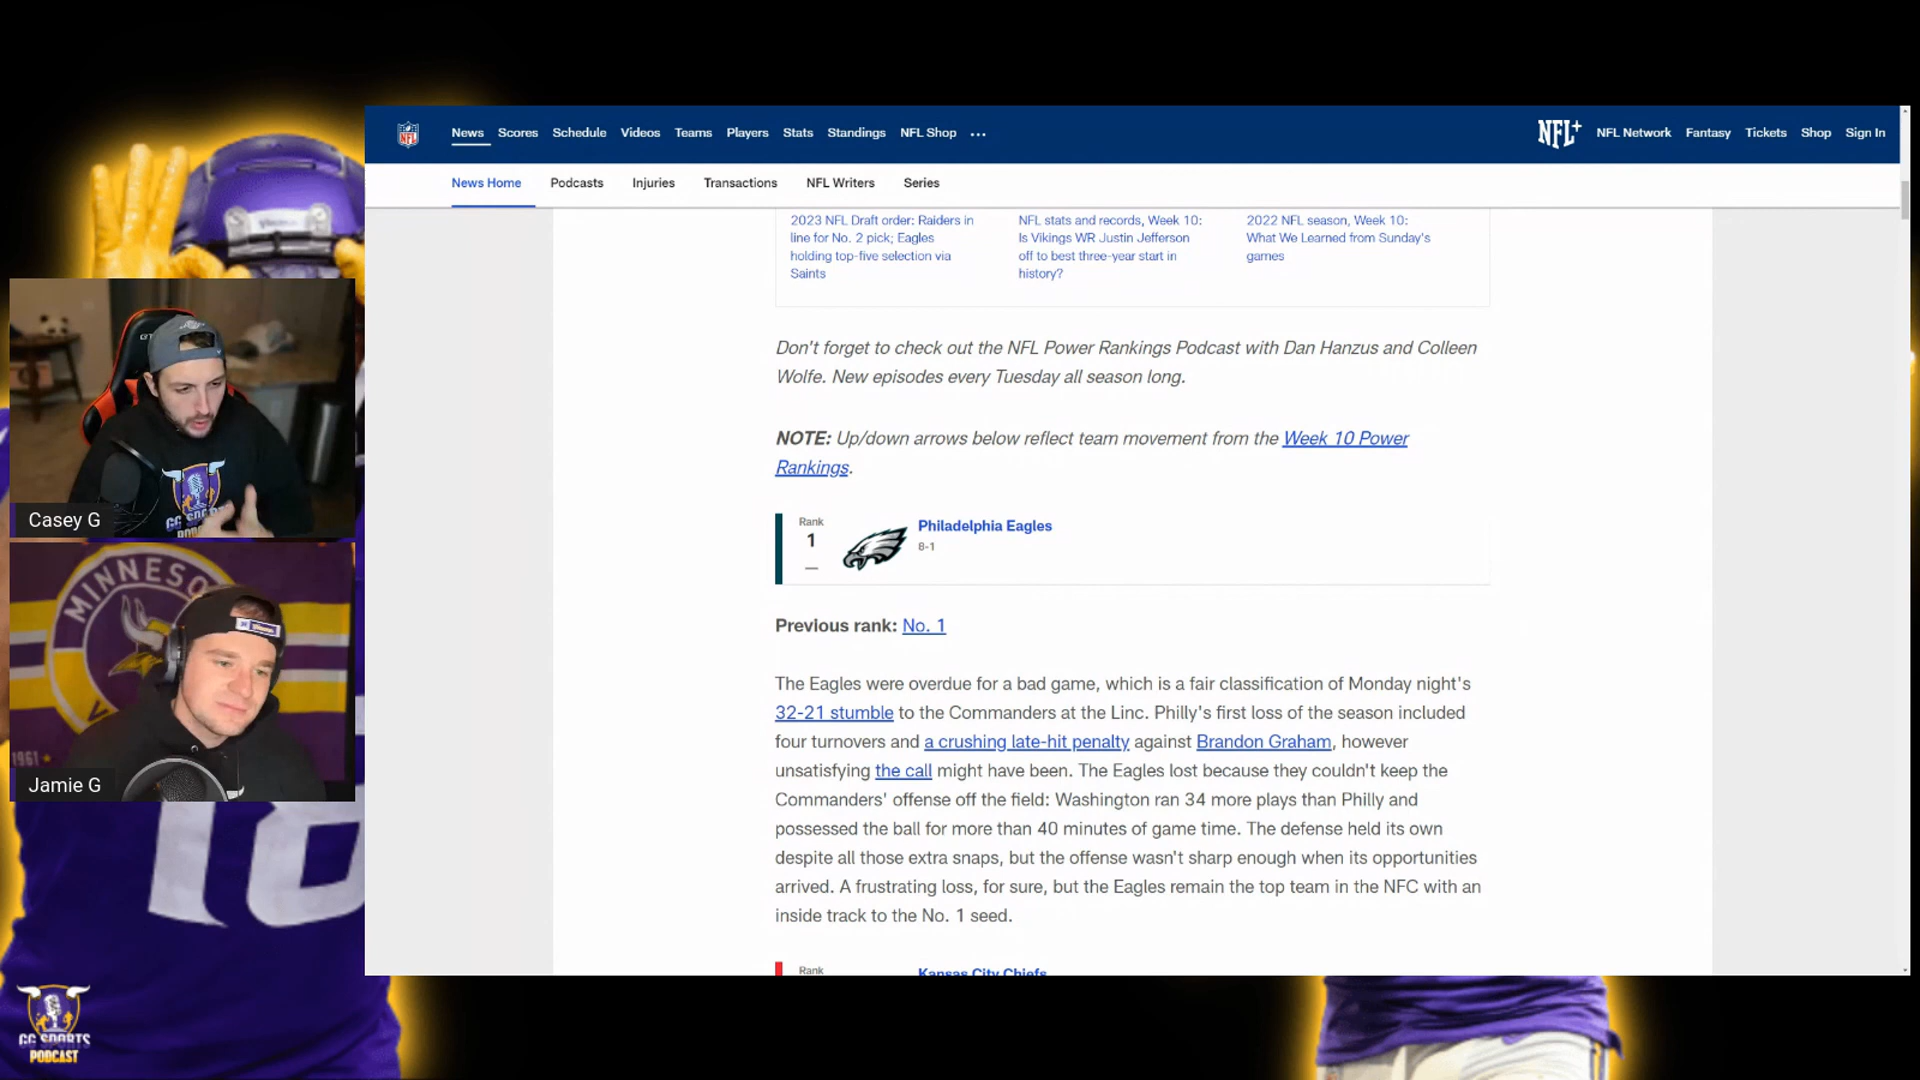 NFL
News Scores Schedule Videos Teams Players Stats Standings NFL Shop ...
NFL+ NFL Network Fantasy Tickets Shop Sign In
News Home Podcasts Injuries Transactions NFL Writers Series
2023 NFL Draft order: Raiders in
line for No. 2 pick; Eagles
holding top-five selection via
Saints
NFL stats and records, Week 10:
Is Vikings WR Justin Jefferson
off to best three-year start in
history?
2022 NFL season, Week 10:
What We Learned from Sunday's
games
Don't forget to check out the NFL Power Rankings Podcast with Dan Hanzus and Colleen
Wolfe. New episodes every Tuesday all season long.
NOTE: Up/down arrows below reflect team movement from the Week 10 Power
Rankings.
Rank
1
—
Philadelphia Eagles
8-1
Previous rank: No. 1
The Eagles were overdue for a bad game, which is a fair classification of Monday night's
32-21 stumble to the Commanders at the Linc. Philly's first loss of the season included
four turnovers and a crushing late-hit penalty against Brandon Graham, however
unsatisfying the call might have been. The Eagles lost because they couldn't keep the
Commanders' offense off the field: Washington ran 34 more plays than Philly and
possessed the ball for more than 40 minutes of game time. The defense held its own
despite all those extra snaps, but the offense wasn't sharp enough when its opportunities
arrived. A frustrating loss, for sure, but the Eagles remain the top team in the NFC with an
inside track to the No. 1 seed.
Rank
Kansas City Chiefs
GG SPORTS
Casey G
MINNESO
1961
Jamie G
18
GG SPORTS
PODCAST